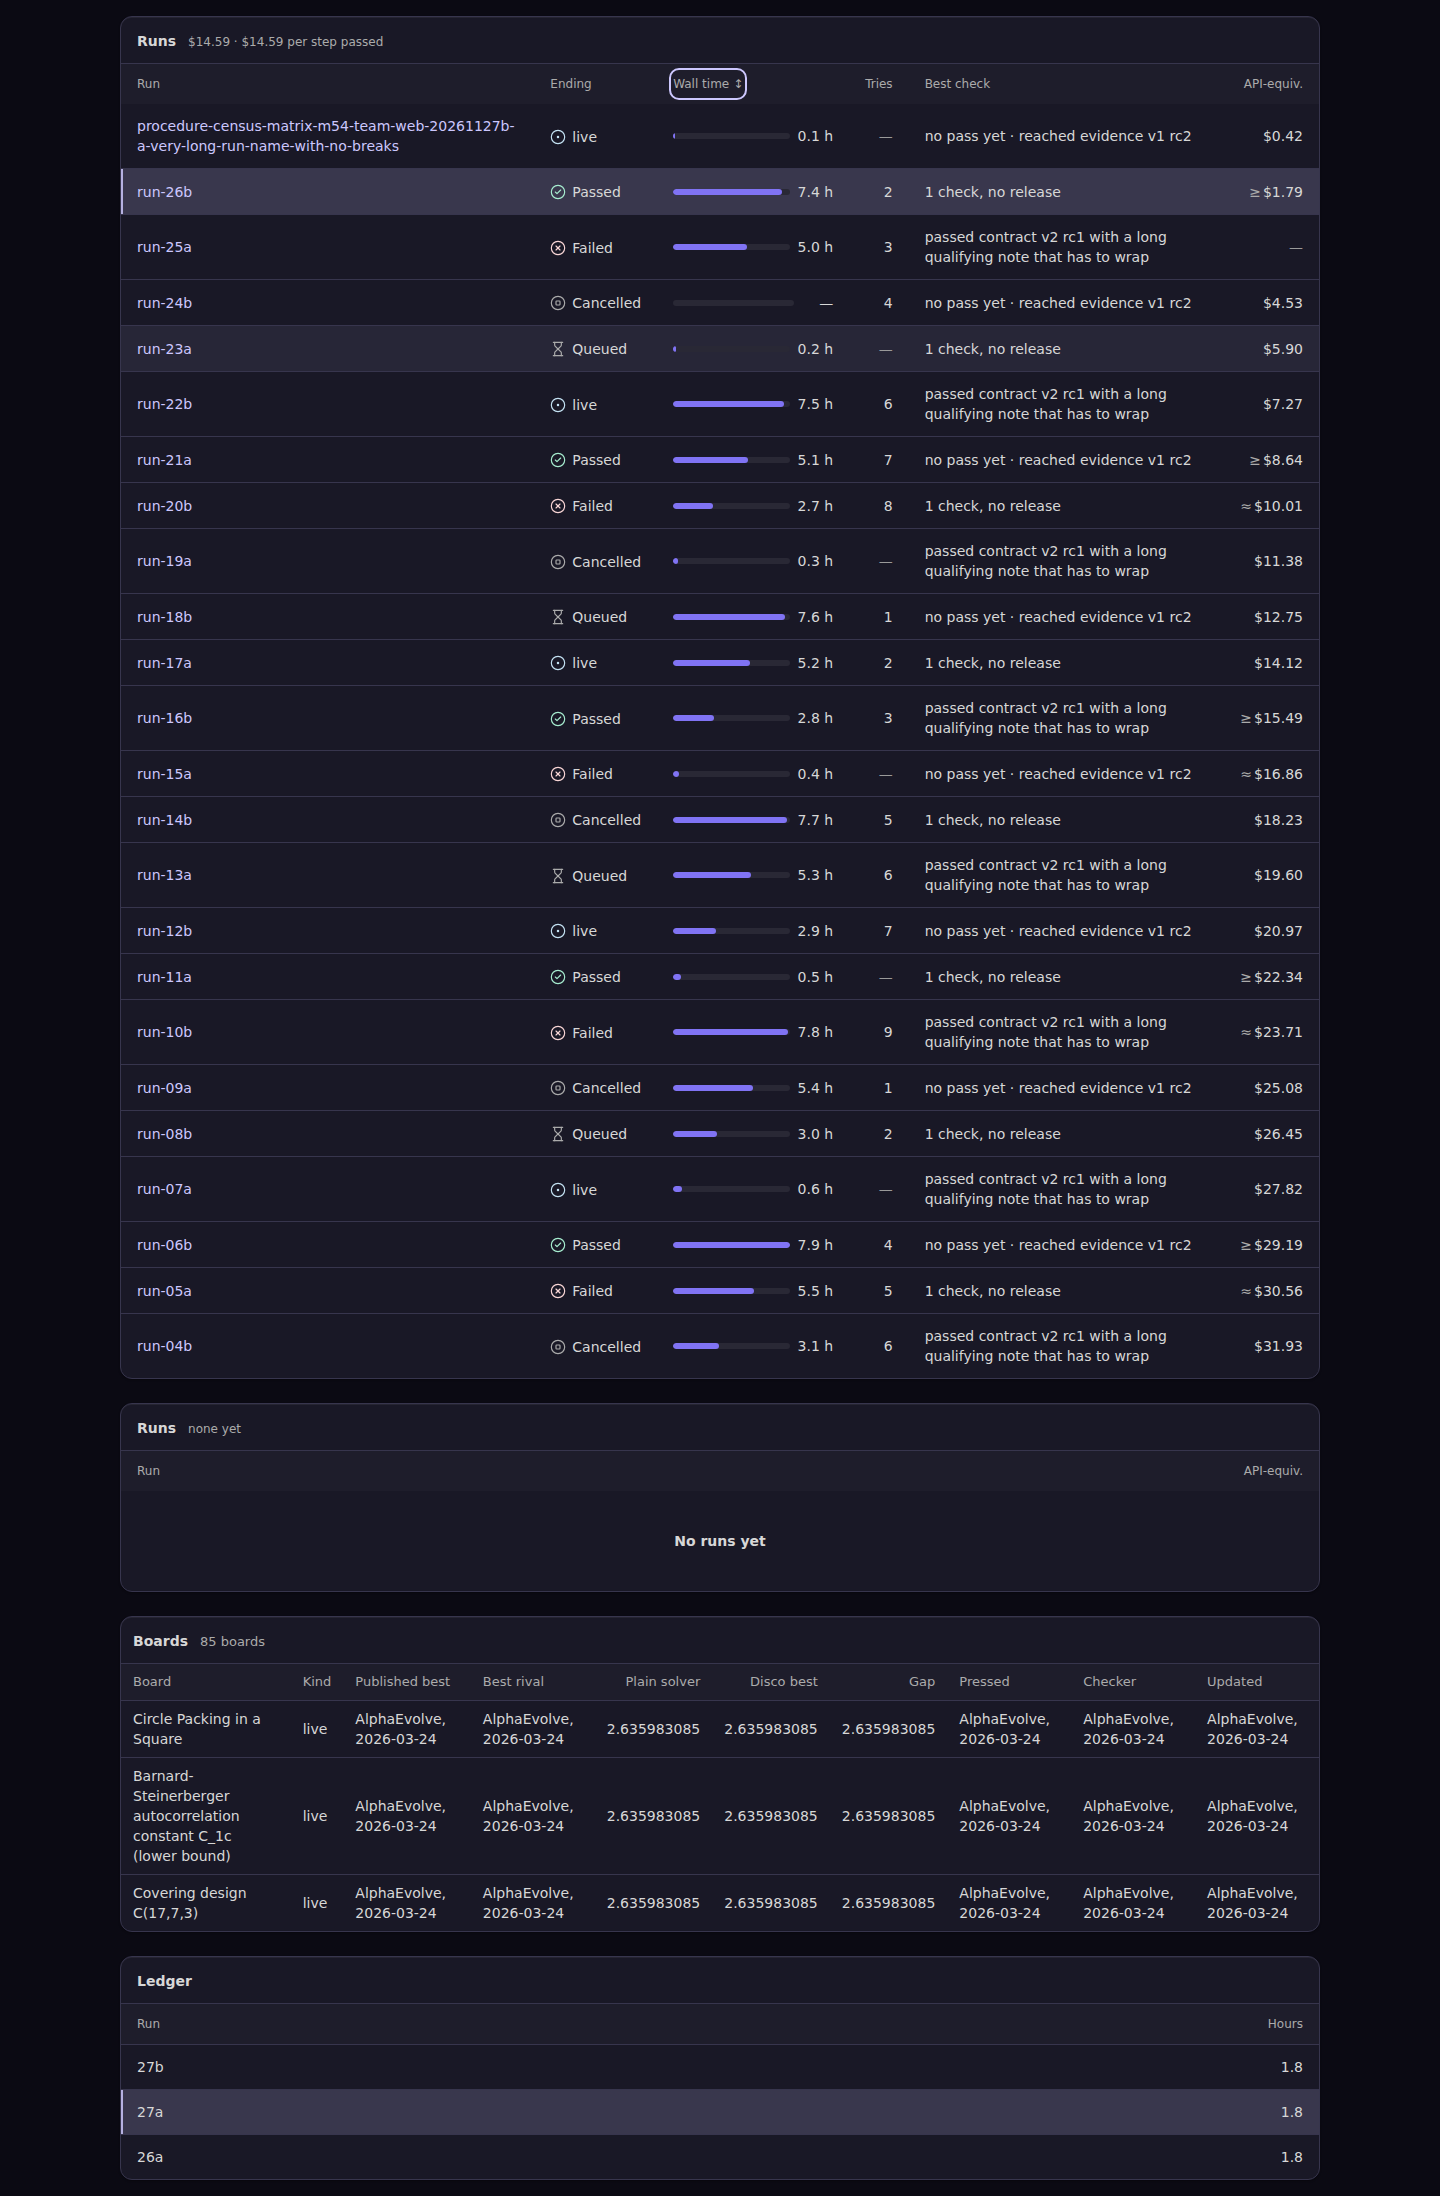 Runs $14.59 · $14.59 per step passed
Run Ending Wall time ↕ Tries Best check API-equiv.
procedure-census-matrix-m54-team-web-20261127b-
a-very-long-run-name-with-no-breaks live 0.1 h — no pass yet · reached evidence v1 rc2 $0.42
run-26b Passed 7.4 h 2 1 check, no release ≥ $1.79
run-25a Failed 5.0 h 3 passed contract v2 rc1 with a long
qualifying note that has to wrap —
run-24b Cancelled — 4 no pass yet · reached evidence v1 rc2 $4.53
run-23a Queued 0.2 h — 1 check, no release $5.90
run-22b live 7.5 h 6 passed contract v2 rc1 with a long
qualifying note that has to wrap $7.27
run-21a Passed 5.1 h 7 no pass yet · reached evidence v1 rc2 ≥ $8.64
run-20b Failed 2.7 h 8 1 check, no release ≈ $10.01
run-19a Cancelled 0.3 h — passed contract v2 rc1 with a long
qualifying note that has to wrap $11.38
run-18b Queued 7.6 h 1 no pass yet · reached evidence v1 rc2 $12.75
run-17a live 5.2 h 2 1 check, no release $14.12
run-16b Passed 2.8 h 3 passed contract v2 rc1 with a long
qualifying note that has to wrap ≥ $15.49
run-15a Failed 0.4 h — no pass yet · reached evidence v1 rc2 ≈ $16.86
run-14b Cancelled 7.7 h 5 1 check, no release $18.23
run-13a Queued 5.3 h 6 passed contract v2 rc1 with a long
qualifying note that has to wrap $19.60
run-12b live 2.9 h 7 no pass yet · reached evidence v1 rc2 $20.97
run-11a Passed 0.5 h — 1 check, no release ≥ $22.34
run-10b Failed 7.8 h 9 passed contract v2 rc1 with a long
qualifying note that has to wrap ≈ $23.71
run-09a Cancelled 5.4 h 1 no pass yet · reached evidence v1 rc2 $25.08
run-08b Queued 3.0 h 2 1 check, no release $26.45
run-07a live 0.6 h — passed contract v2 rc1 with a long
qualifying note that has to wrap $27.82
run-06b Passed 7.9 h 4 no pass yet · reached evidence v1 rc2 ≥ $29.19
run-05a Failed 5.5 h 5 1 check, no release ≈ $30.56
run-04b Cancelled 3.1 h 6 passed contract v2 rc1 with a long
qualifying note that has to wrap $31.93
Runs none yet
Run API-equiv.
No runs yet
Boards 85 boards
Board Kind Published best Best rival Plain solver Disco best Gap Pressed Checker Updated
Circle Packing in a
Square live AlphaEvolve,
2026-03-24 AlphaEvolve,
2026-03-24 2.635983085 2.635983085 2.635983085 AlphaEvolve,
2026-03-24 AlphaEvolve,
2026-03-24 AlphaEvolve,
2026-03-24
Barnard-
Steinerberger
autocorrelation
constant C_1c
(lower bound) live AlphaEvolve,
2026-03-24 AlphaEvolve,
2026-03-24 2.635983085 2.635983085 2.635983085 AlphaEvolve,
2026-03-24 AlphaEvolve,
2026-03-24 AlphaEvolve,
2026-03-24
Covering design
C(17,7,3) live AlphaEvolve,
2026-03-24 AlphaEvolve,
2026-03-24 2.635983085 2.635983085 2.635983085 AlphaEvolve,
2026-03-24 AlphaEvolve,
2026-03-24 AlphaEvolve,
2026-03-24
Ledger
Run Hours
27b 1.8
27a 1.8
26a 1.8